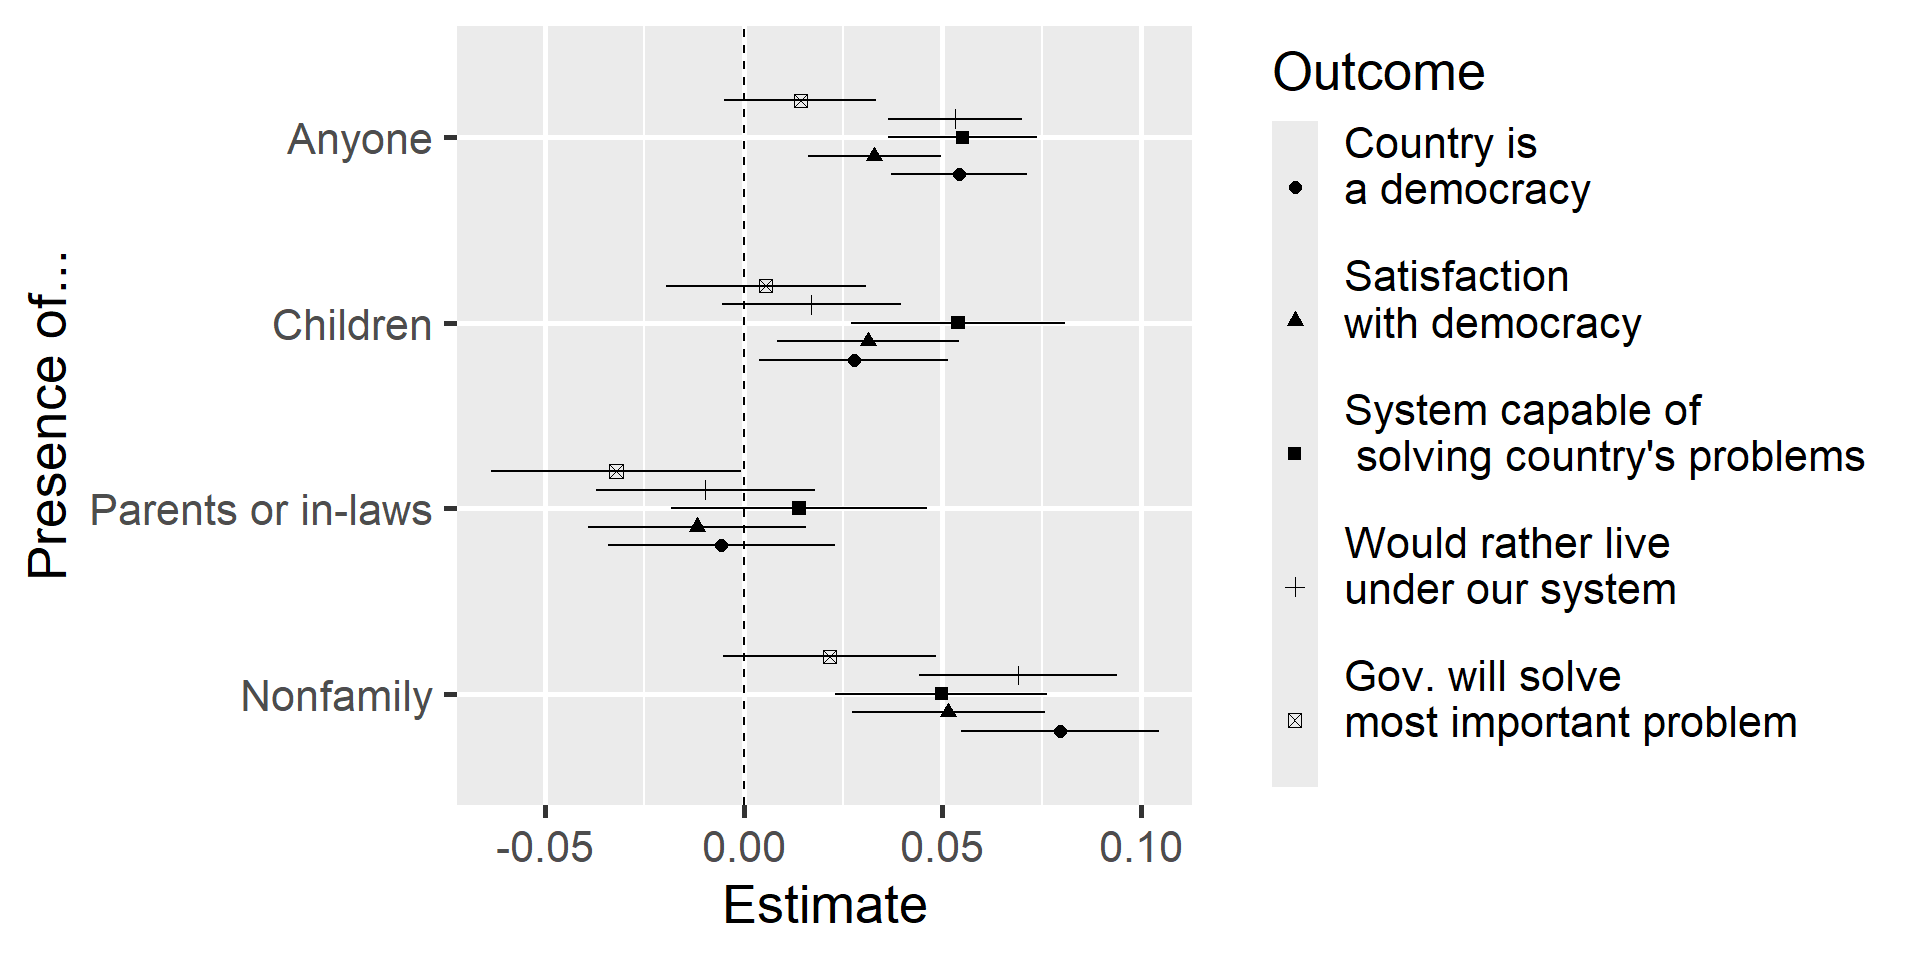 Presence of...
Anyone
Children
Parents or in-laws
Nonfamily
-0.05
0.00
0.05
0.10
Estimate
Outcome
Country is
a democracy
Satisfaction
with democracy
System capable of
solving country's problems
Would rather live
under our system
Gov. will solve
most important problem